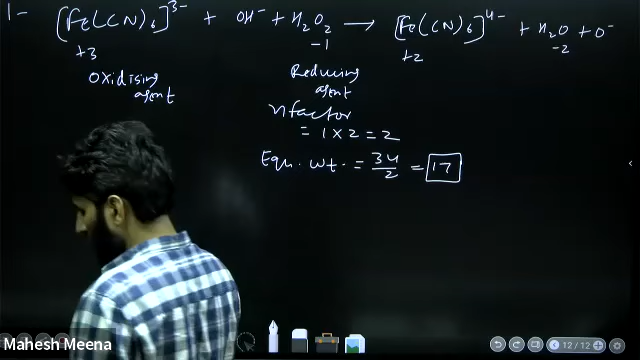 1- [Fe(CN)6]3- + OH- + H2O2 → [Fe(CN)6]4- + H2O + O-
+3 -1 +2 -2
Oxidising agent
Reducing agent
n factor
= 1 × 2 = 2
Equi. wt. = 34/2 = 17
Mahesh Meena
12 / 12